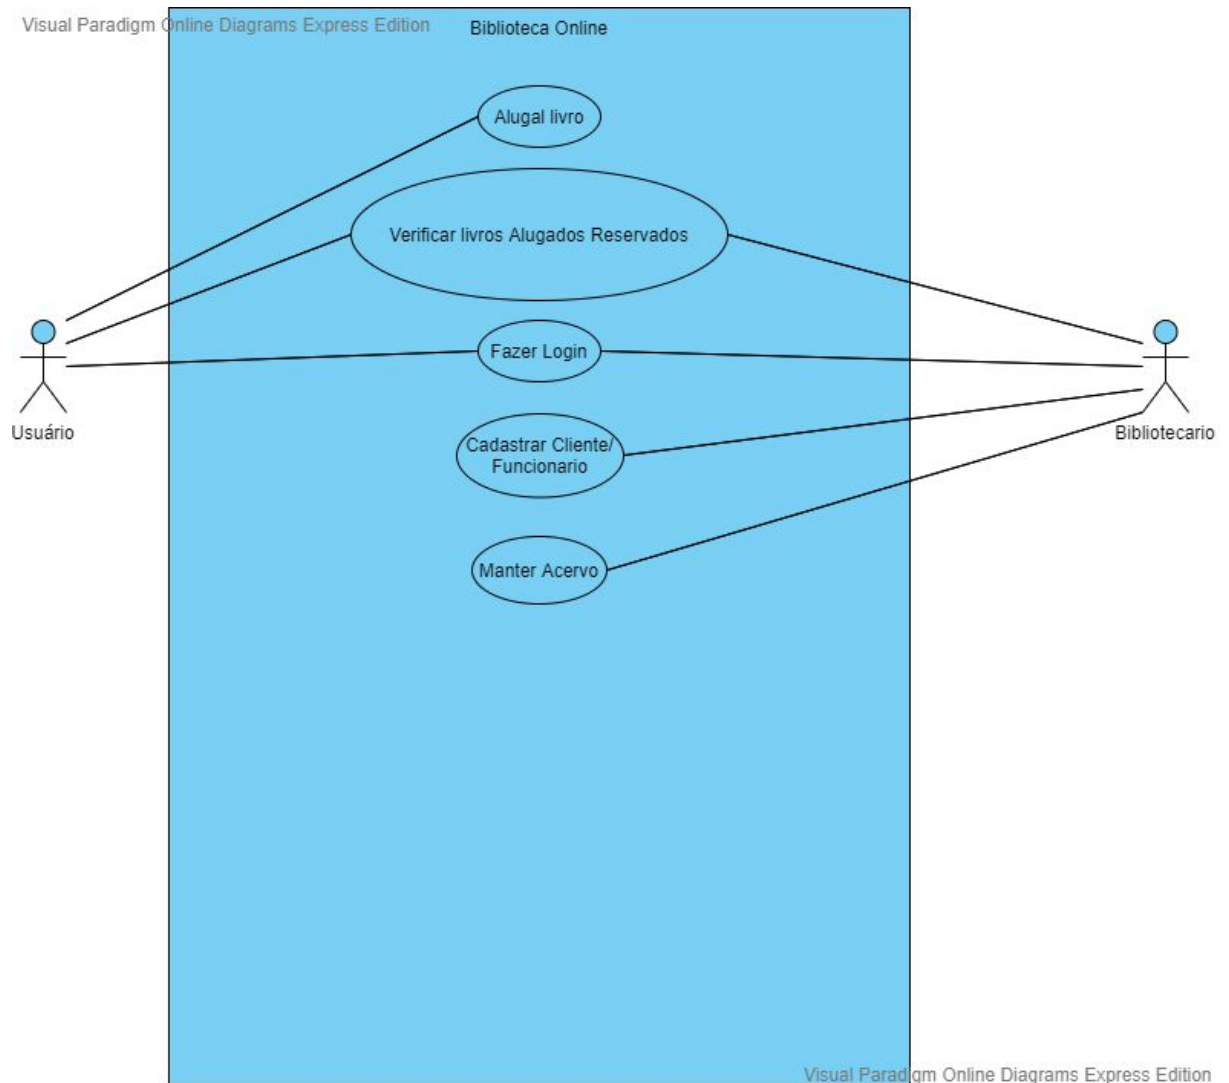 Visual Paradigm Online Diagrams Express Edition
Biblioteca Online
Alugal livro
Verificar livros Alugados Reservados
Fazer Login
Usuário
Bibliotecario
Cadastrar Cliente/
Funcionario
Manter Acervo
Visual Paradigm Online Diagrams Express Edition